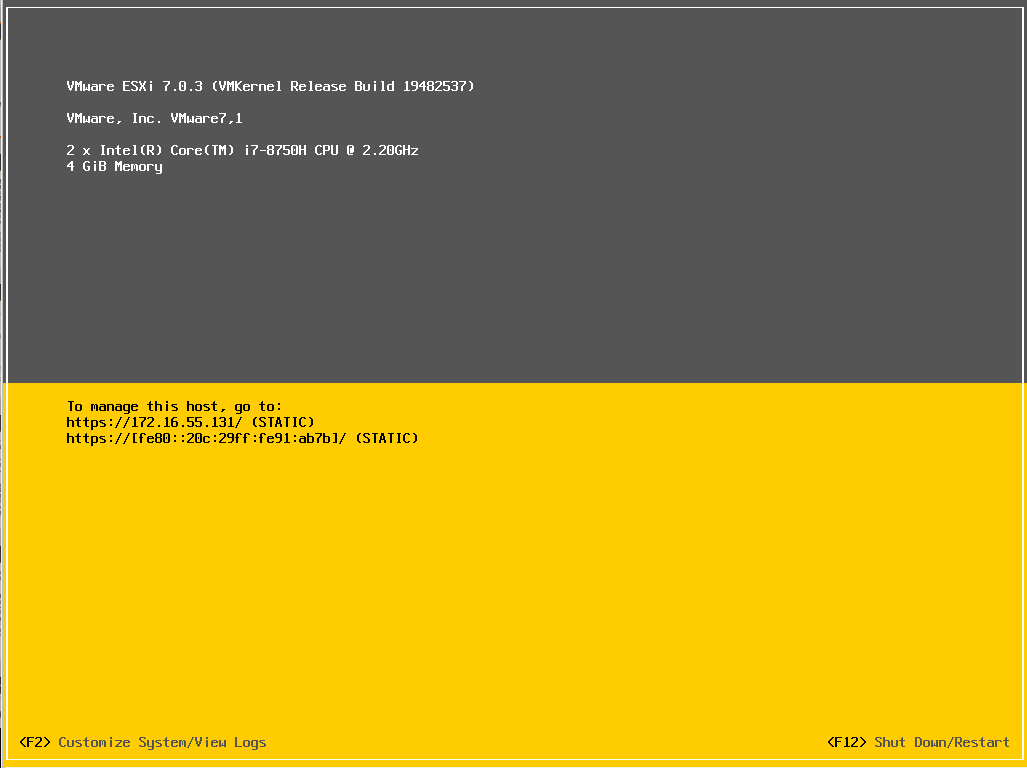 VMware ESXi 7.0.3 (VMKernel Release Build 19482537)
VMware, Inc. VMware7,1
2 x Intel(R) Core(TM) i7-8750H CPU @ 2.20GHz
4 GiB Memory
To manage this host, go to:
https://172.16.55.131/ (STATIC)
https://[fe80::20c:29ff:fe91:ab7b]/ (STATIC)
<F2> Customize System/View Logs <F12> Shut Down/Restart